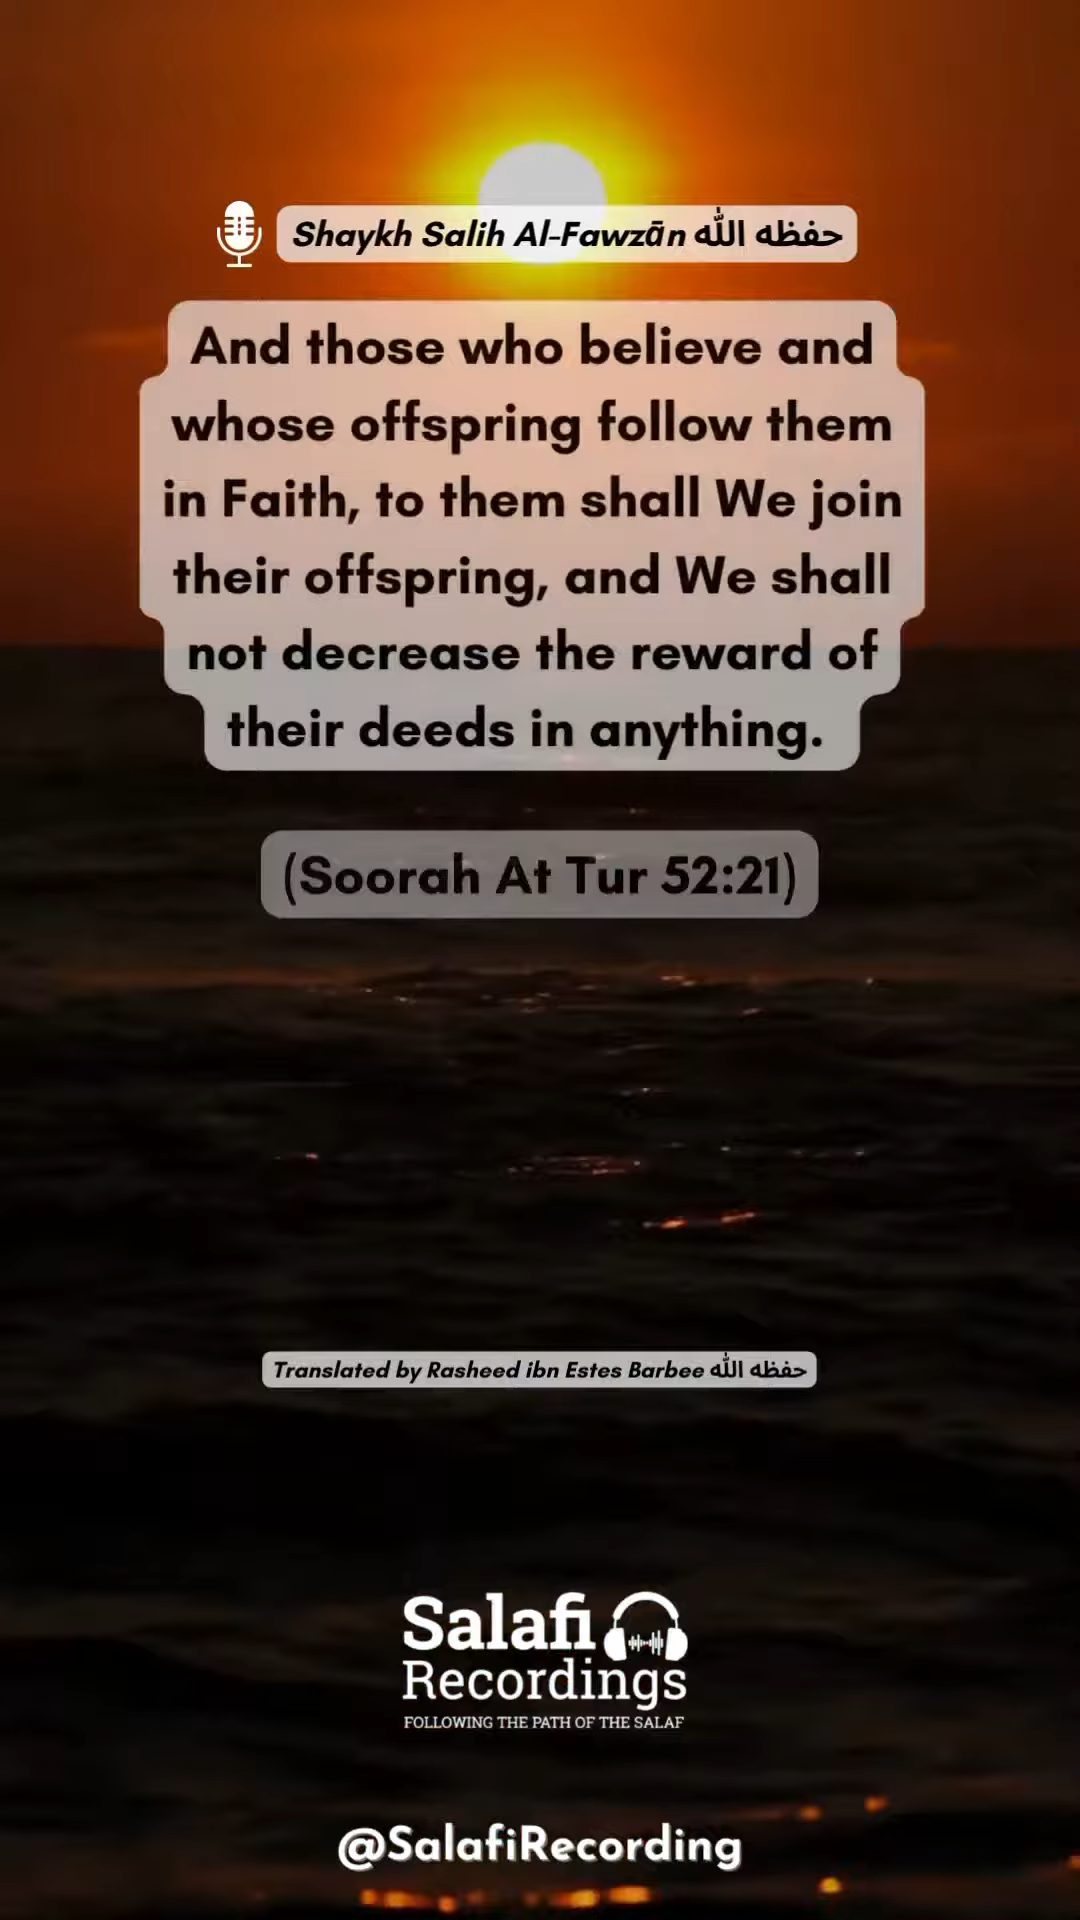 Shaykh Salih Al-Fawzān حفظه الله
And those who believe and
whose offspring follow them
in Faith, to them shall We join
their offspring, and We shall
not decrease the reward of
their deeds in anything.
(Soorah At Tur 52:21)
Translated by Rasheed ibn Estes Barbee حفظه الله
Salafi
Recordings
FOLLOWING THE PATH OF THE SALAF
@SalafiRecording